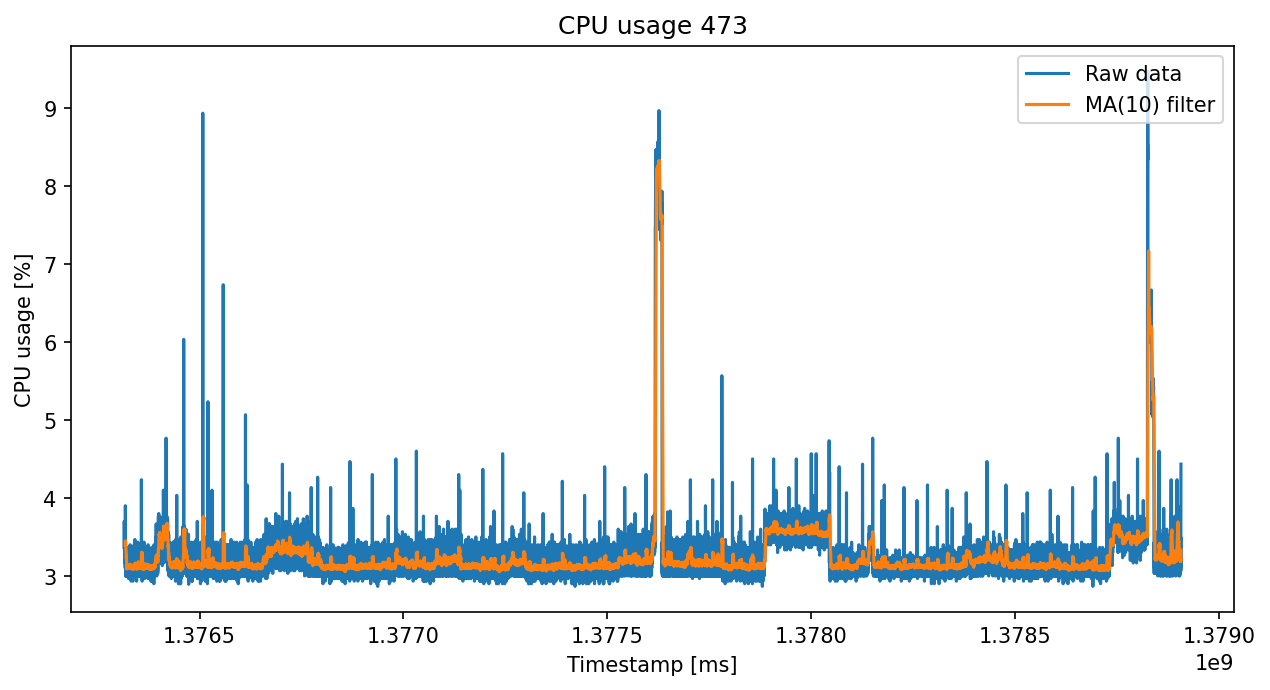 CPU usage 473
Raw data
MA(10) filter
CPU usage [%]
9
8
7
6
5
4
3
1.3765 1.3770 1.3775 1.3780 1.3785 1.3790
1e9
Timestamp [ms]